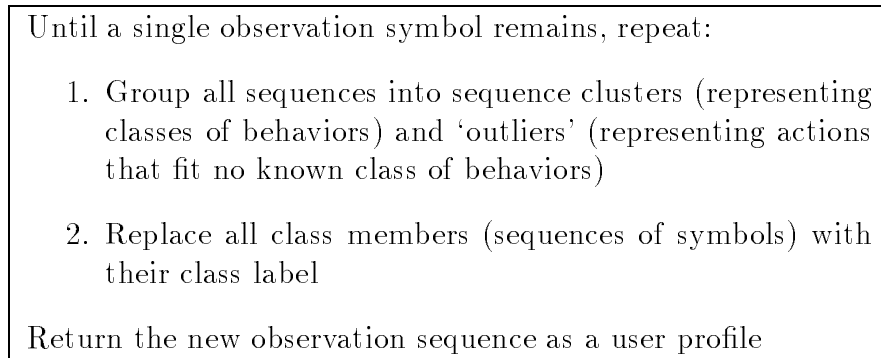 Until a single observation symbol remains, repeat:
1. Group all sequences into sequence clusters (representing
classes of behaviors) and ‘outliers’ (representing actions
that fit no known class of behaviors)
2. Replace all class members (sequences of symbols) with
their class label
Return the new observation sequence as a user profile